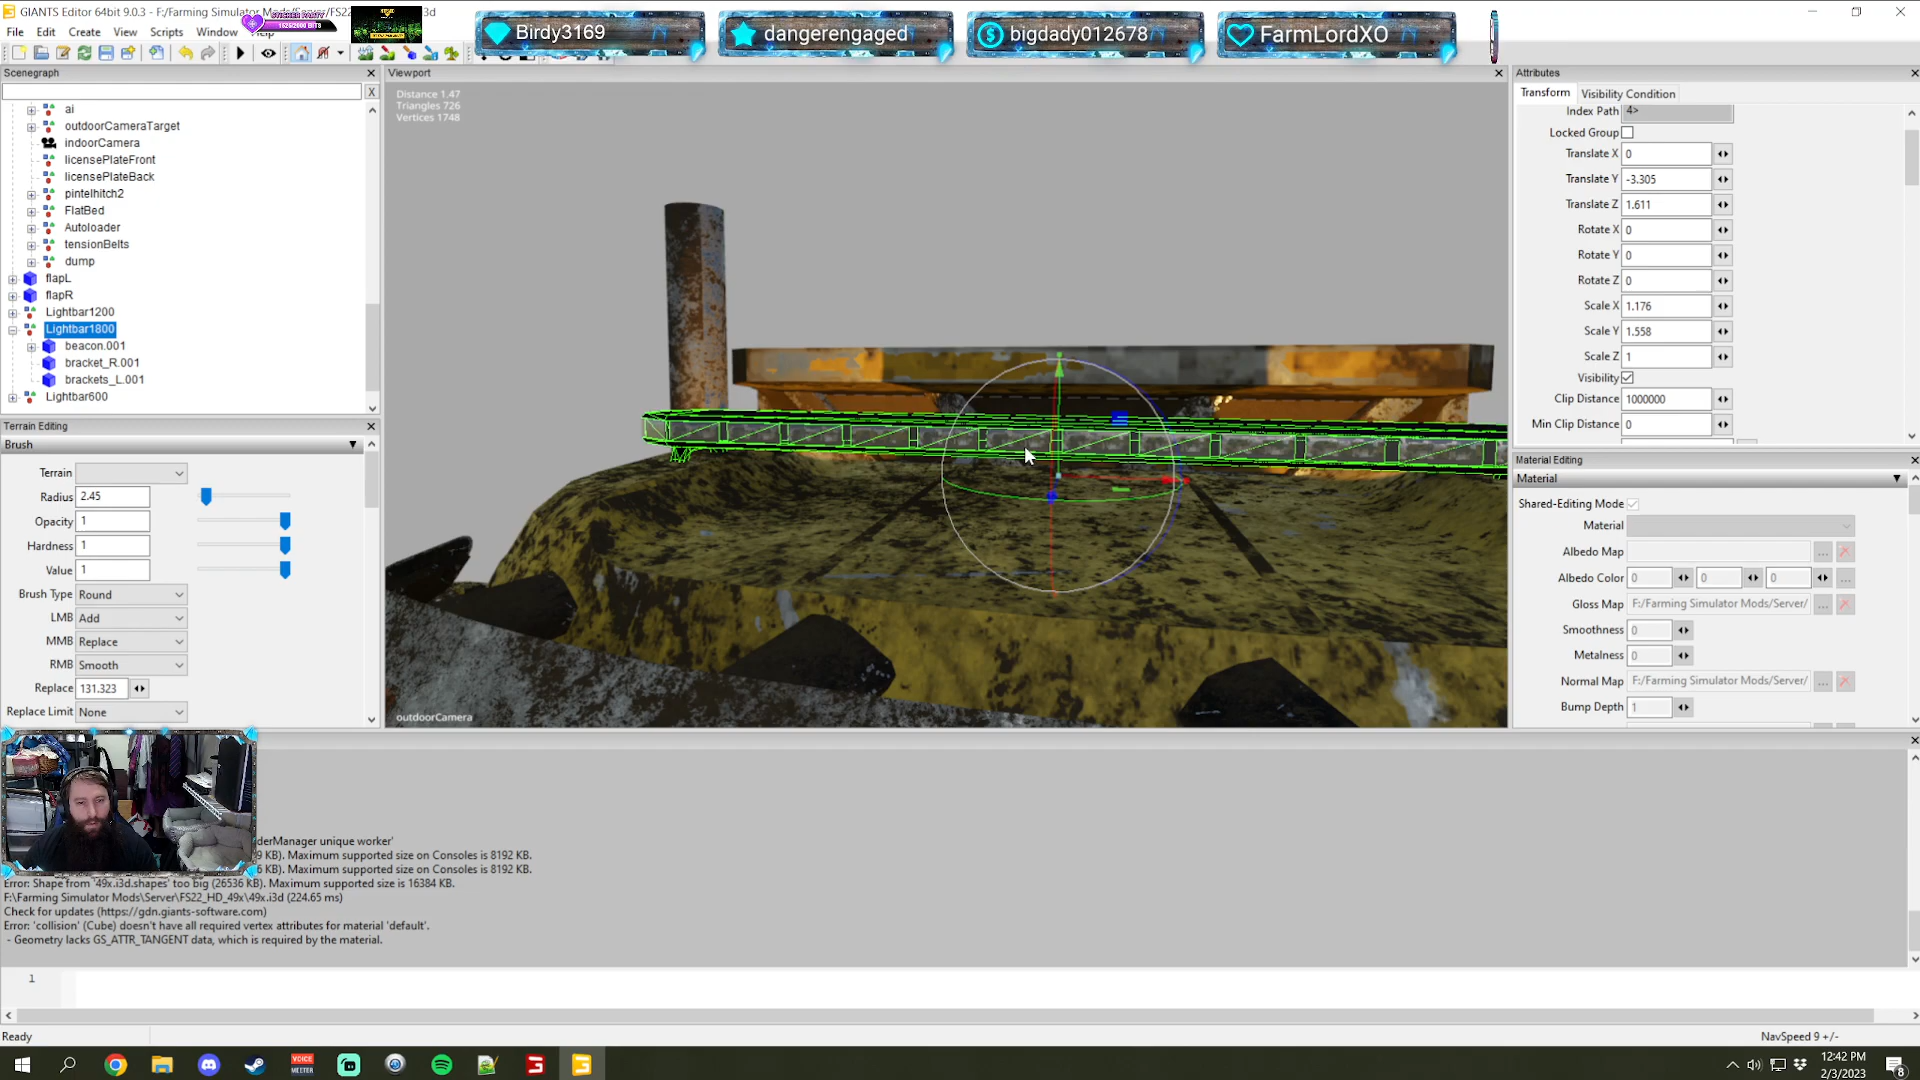 GIANTS Editor 64bit 9.0.3 - F:/Farming Simulator Mods/Server/FS22
3d
STICKER PARTY!
Birdy3169
dangerengaged
bigdady012678
FarmLordXO
File Edit Create View Scripts Window
Scenegraph
X
ai
outdoorCameraTarget
indoorCamera
licensePlateFront
licensePlateBack
pintelhitch2
FlatBed
Autoloader
tensionBelts
dump
flapL
flapR
Lightbar1200
Lightbar1800
beacon.001
bracket_R.001
brackets_L.001
Lightbar600
Terrain Editing
Brush
Terrain
Radius 2.45
Opacity 1
Hardness 1
Value 1
Brush Type Round
LMB Add
MMB Replace
RMB Smooth
Replace 131.323
Replace Limit None
Viewport
Distance 1.47
Triangles 726
Vertices 1748
outdoorCamera
Attributes
Transform Visibility Condition
Index Path 4>
Locked Group
Translate X 0
Translate Y -3.305
Translate Z 1.611
Rotate X 0
Rotate Y 0
Rotate Z 0
Scale X 1.176
Scale Y 1.558
Scale Z 1
Visibility
Clip Distance 1000000
Min Clip Distance 0
Material Editing
Material
Shared-Editing Mode
Material
Albedo Map
Albedo Color 0 0 0
Gloss Map F:/Farming Simulator Mods/Server/
Smoothness 0
Metalness 0
Normal Map F:/Farming Simulator Mods/Server/
Bump Depth 1
derManager unique worker'
9 KB). Maximum supported size on Consoles is 8192 KB.
6 KB). Maximum supported size on Consoles is 8192 KB.
Error: Shape from '49x.i3d.shapes' too big (26536 KB). Maximum supported size is 16384 KB.
F:\Farming Simulator Mods\Server\FS22_HD_49x\49x.i3d (224.65 ms)
Check for updates (https://gdn.giants-software.com)
Error: 'collision' (Cube) doesn't have all required vertex attributes for material 'default'.
- Geometry lacks GS_ATTR_TANGENT data, which is required by the material.
1
Ready
NavSpeed 9 +/-
VOICE MEETER
12:42 PM
2/3/2023
8